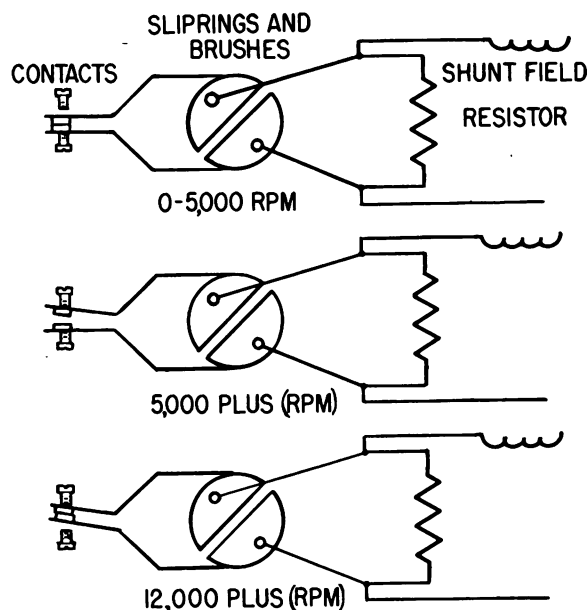 SLIPRINGS AND
BRUSHES
CONTACTS
SHUNT FIELD
RESISTOR
0-5,000 RPM
5,000 PLUS (RPM)
12,000 PLUS (RPM)